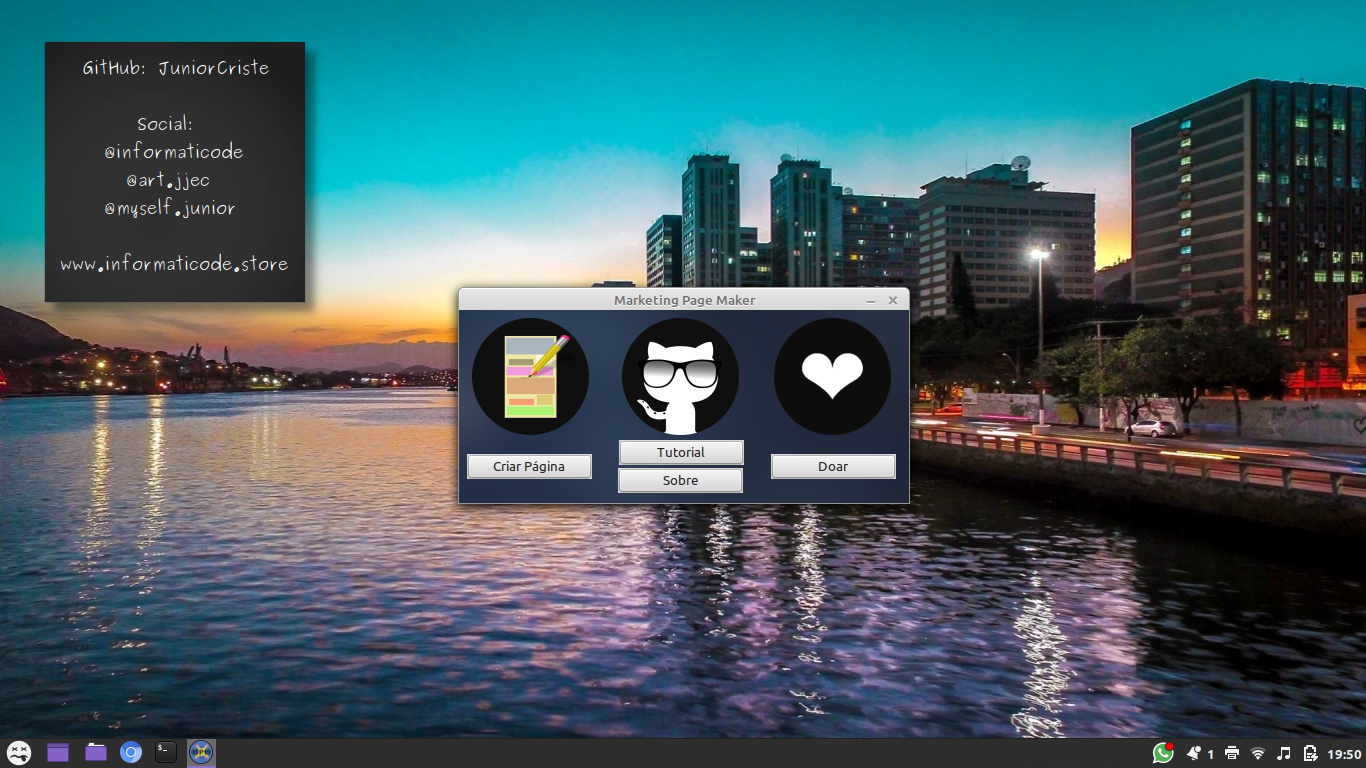 GitHub: JuniorCriste
Social:
@informaticode
@art.jjec
@myself.junior
www.informaticode.store
Marketing Page Maker
Criar Página
Tutorial
Sobre
Doar
$_
1
19:50